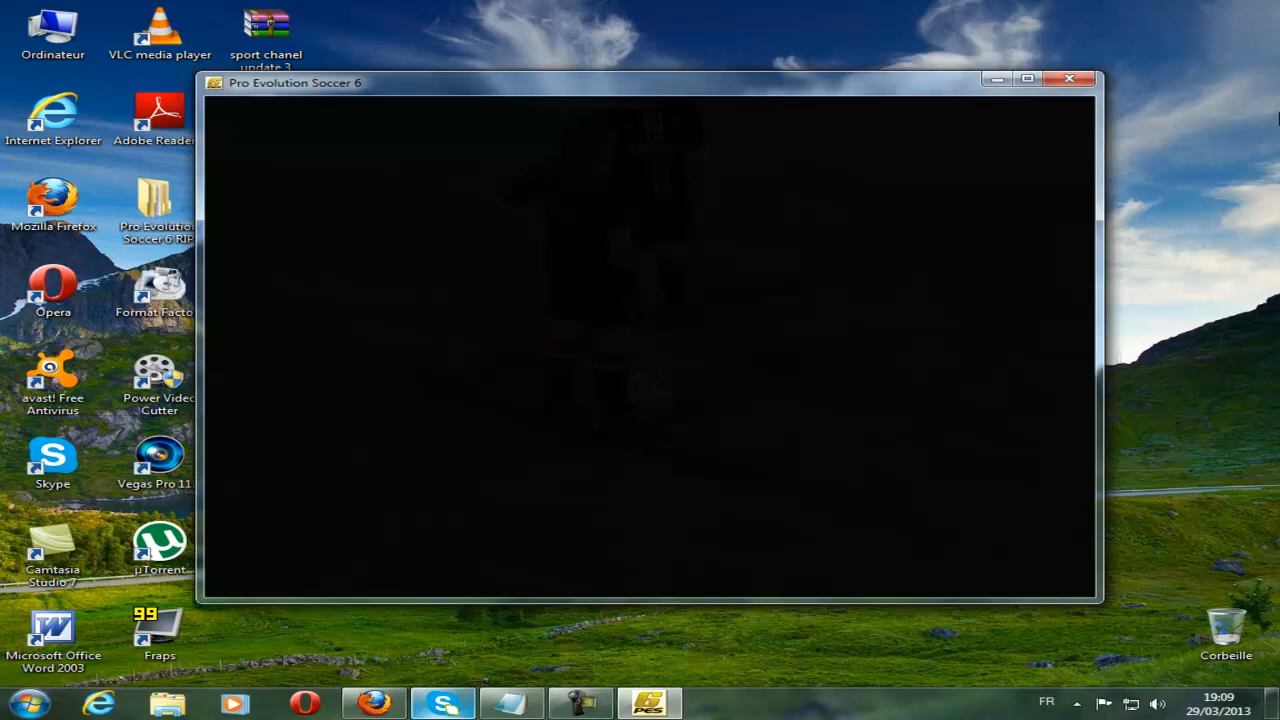 Ordinateur
VLC media player
sport chanel
update 3
Pro Evolution Soccer 6
Internet Explorer
Adobe Reader
Mozilla Firefox
Pro Evolution
Soccer 6 RIP
Opera
Format Facto
avast! Free
Antivirus
Power Video
Cutter
Skype
Vegas Pro 11
Camtasia
Studio 7
µTorrent
99
Microsoft Office
Word 2003
Fraps
Corbeille
6
PES
FR
19:09
29/03/2013